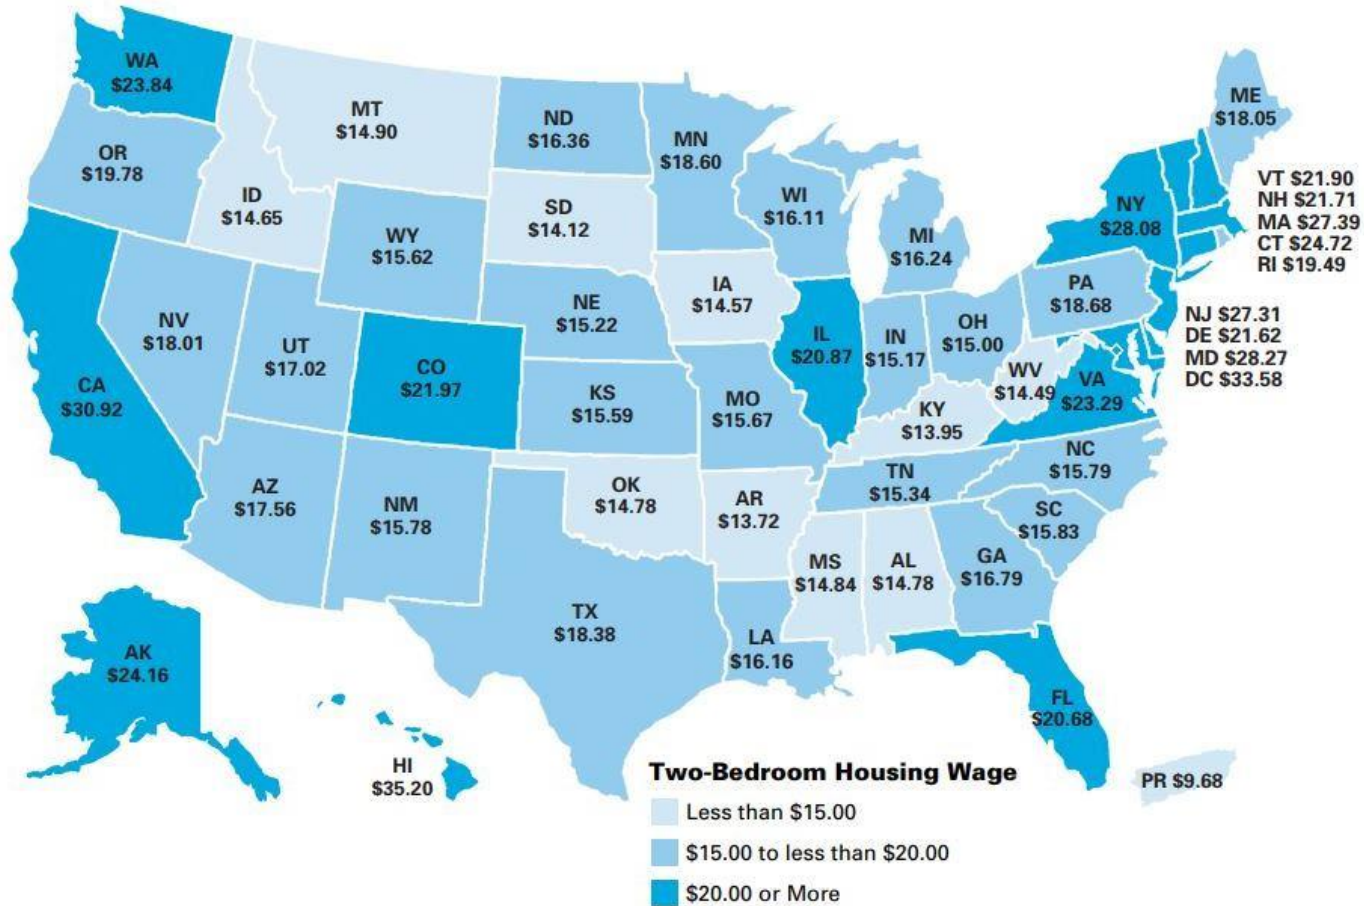 WA
$23.84
MT
$14.90
ND
$16.36
MN
$18.60
ME
$18.05
OR
$19.78
ID
$14.65
SD
$14.12
WI
$16.11
VT $21.90
NH $21.71
MA $27.39
CT $24.72
RI $19.49
NY
$28.08
WY
$15.62
MI
$16.24
IA
$14.57
PA
$18.68
NE
$15.22
NJ $27.31
DE $21.62
MD $28.27
DC $33.58
NV
$18.01
UT
$17.02
CO
$21.97
IL
$20.87
IN
$15.17
OH
$15.00
WV
$14.49
VA
$23.29
CA
$30.92
KS
$15.59
MO
$15.67
KY
$13.95
NC
$15.79
TN
$15.34
AZ
$17.56
NM
$15.78
OK
$14.78
AR
$13.72
SC
$15.83
MS
$14.84
AL
$14.78
GA
$16.79
TX
$18.38
LA
$16.16
AK
$24.16
FL
$20.68
HI
$35.20
PR $9.68
Two-Bedroom Housing Wage
Less than $15.00
$15.00 to less than $20.00
$20.00 or More